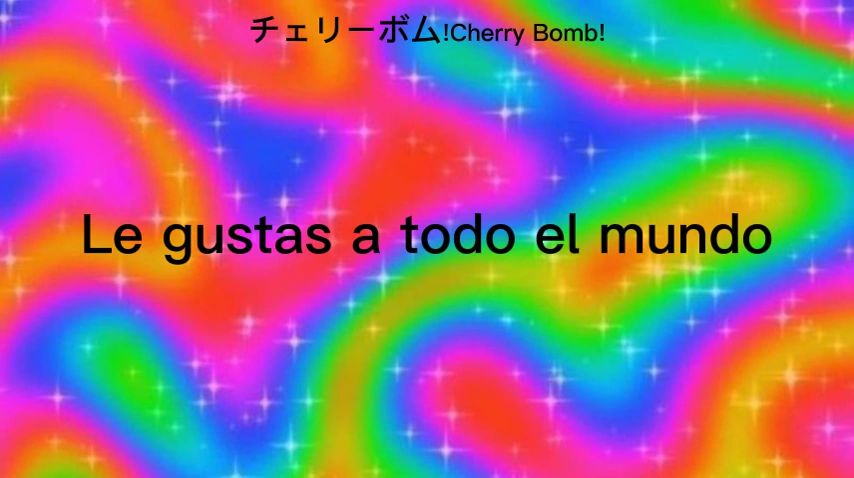 チェリーボム!Cherry Bomb!
Le gustas a todo el mundo